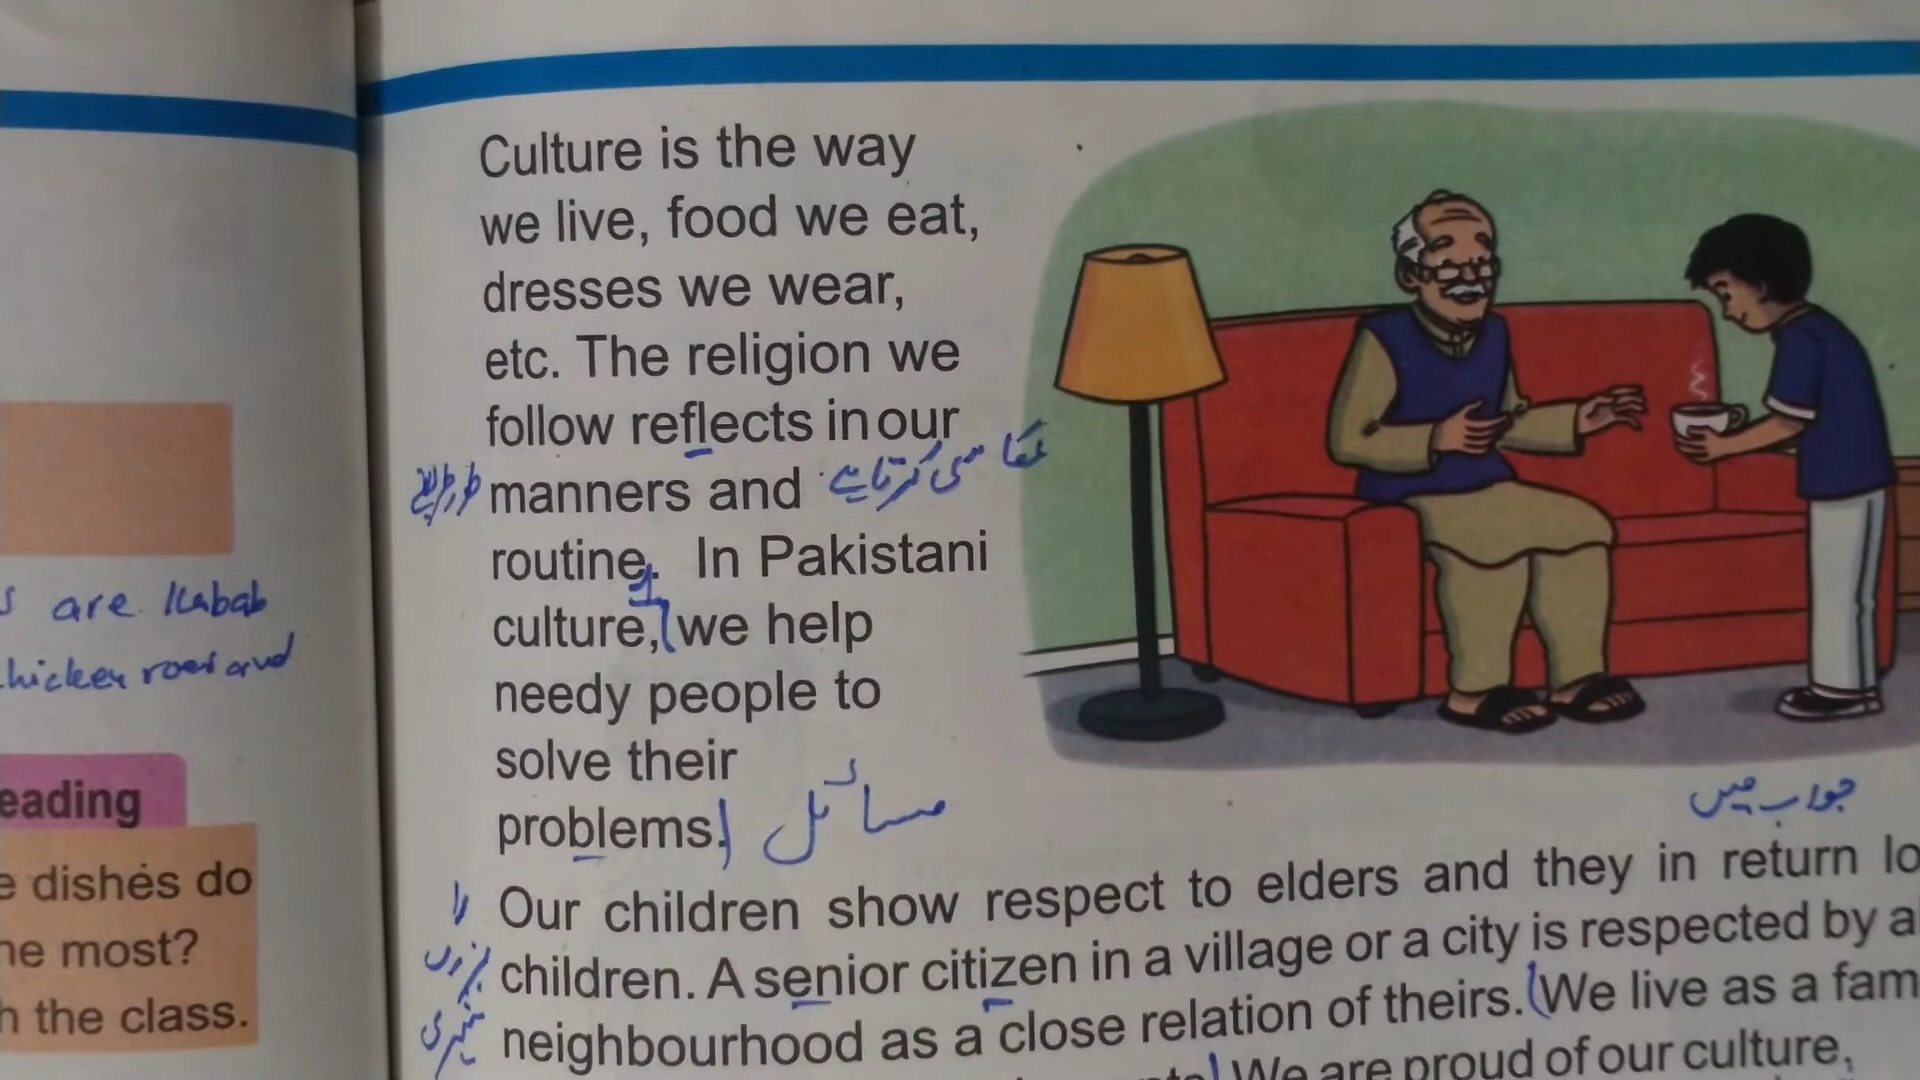 s are Kabab
hicken roas and
eading
e dishes do
he most?
h the class.
Culture is the way
we live, food we eat,
dresses we wear,
etc. The religion we
follow reflects in our
عکاسی کرتا ہے
manners and
routine. In Pakistani
culture, we help
needy people to
solve their
problems.
مسائل
جواب میں
Our children show respect to elders and they in return lo
children. A senior citizen in a village or a city is respected by a
بزرگ
شہری
neighbourhood as a close relation of theirs. We live as a fam
We are proud of our culture,